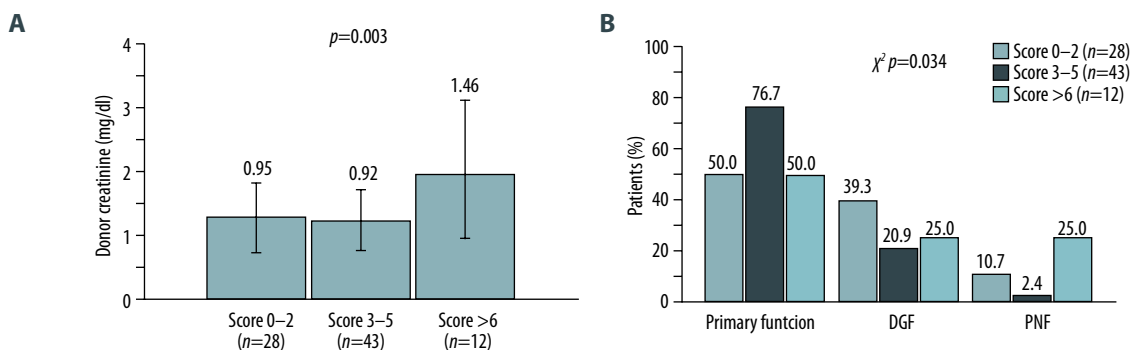 A
p=0.003
Donor creatinine (mg/dl)
4
3
2
1
0
0.95
0.92
1.46
Score 0–2
(n=28)
Score 3–5
(n=43)
Score >6
(n=12)
B
χ² p=0.034
Score 0–2 (n=28)
Score 3–5 (n=43)
Score >6 (n=12)
Patients (%)
100
80
60
40
20
0
50.0
76.7
50.0
39.3
20.9
25.0
10.7
2.4
25.0
Primary funtcion
DGF
PNF